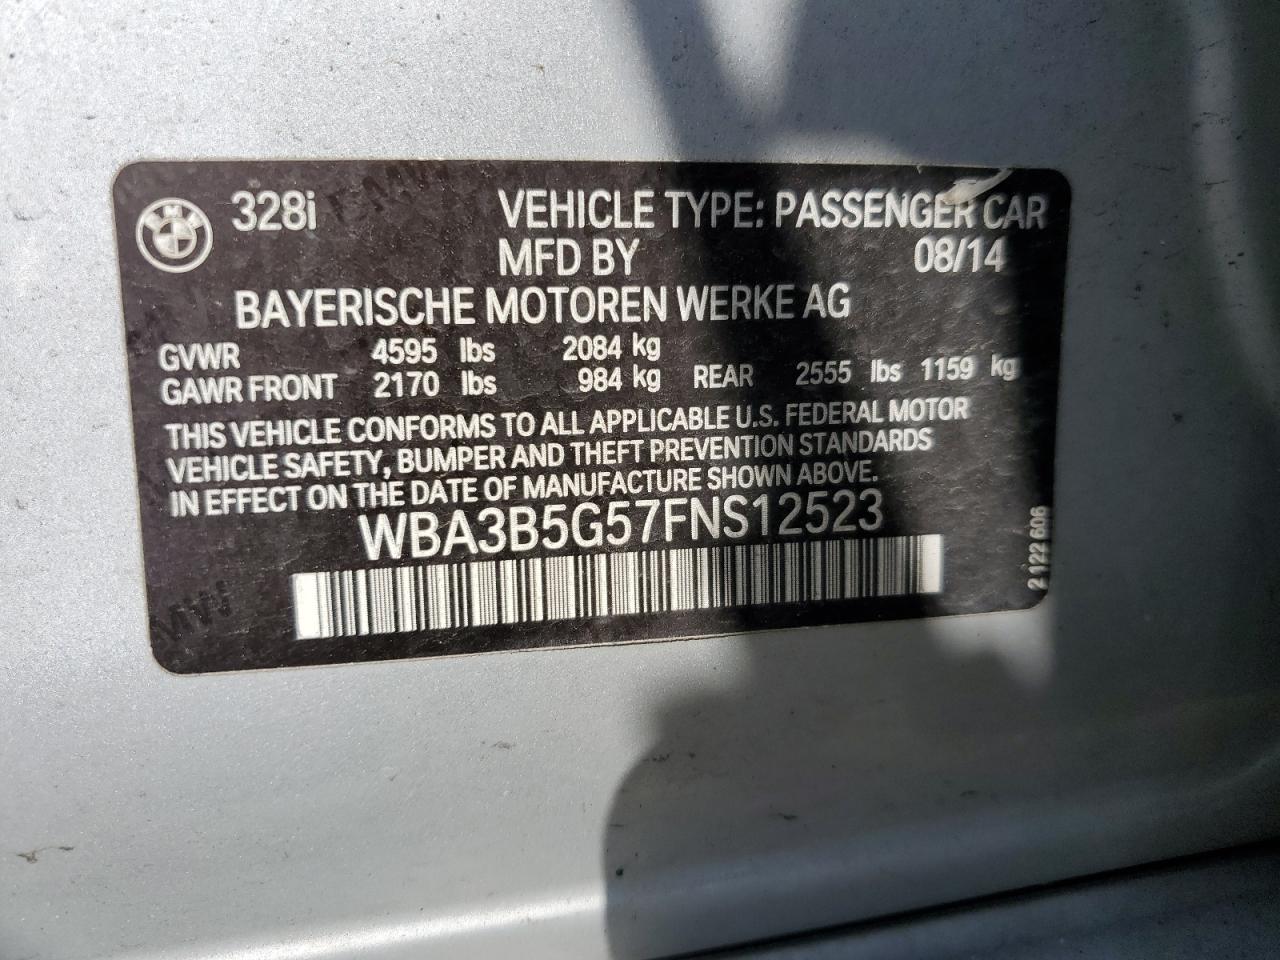 328i VEHICLE TYPE: PASSENGER CAR
MFD BY 08/14
BAYERISCHE MOTOREN WERKE AG
GVWR 4595 lbs 2084 kg
GAWR FRONT 2170 lbs 984 kg REAR 2555 lbs 1159 kg
THIS VEHICLE CONFORMS TO ALL APPLICABLE U.S. FEDERAL MOTOR
VEHICLE SAFETY, BUMPER AND THEFT PREVENTION STANDARDS
IN EFFECT ON THE DATE OF MANUFACTURE SHOWN ABOVE.
WBA3B5G57FNS12523
2 122 606